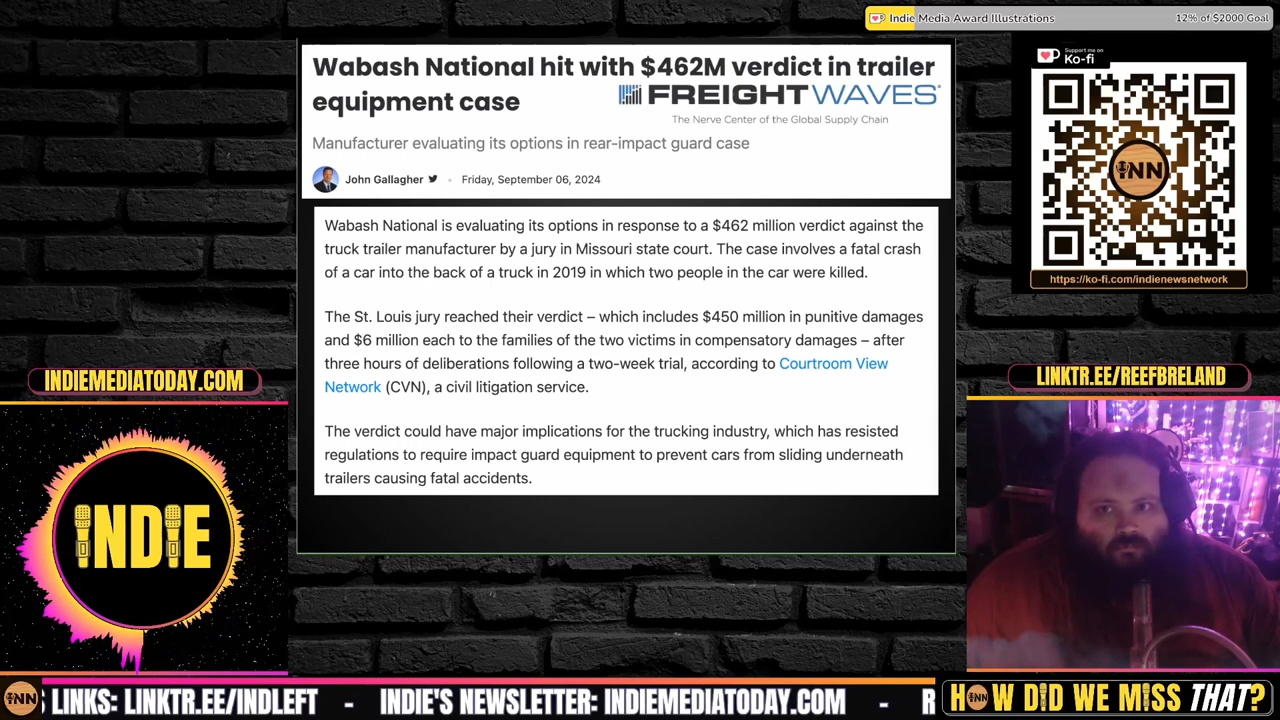 Indie Media Award Illustrations 12% of $2000 Goal
Wabash National hit with $462M verdict in trailer
equipment case
FREIGHTWAVES
The Nerve Center of the Global Supply Chain
Manufacturer evaluating its options in rear-impact guard case
John Gallagher • Friday, September 06, 2024
Wabash National is evaluating its options in response to a $462 million verdict against the
truck trailer manufacturer by a jury in Missouri state court. The case involves a fatal crash
of a car into the back of a truck in 2019 in which two people in the car were killed.
The St. Louis jury reached their verdict – which includes $450 million in punitive damages
and $6 million each to the families of the two victims in compensatory damages – after
three hours of deliberations following a two-week trial, according to Courtroom View
Network (CVN), a civil litigation service.
The verdict could have major implications for the trucking industry, which has resisted
regulations to require impact guard equipment to prevent cars from sliding underneath
trailers causing fatal accidents.
Support me on
Ko-fi
INN
https://ko-fi.com/indienewsnetwork
INDIEMEDIATODAY.COM
LINKTR.EE/REEFBRELAND
INDIE
INN
S LINKS: LINKTR.EE/INDLEFT - INDIE'S NEWSLETTER: INDIEMEDIATODAY.COM - R
HOW DID WE MISS THAT?